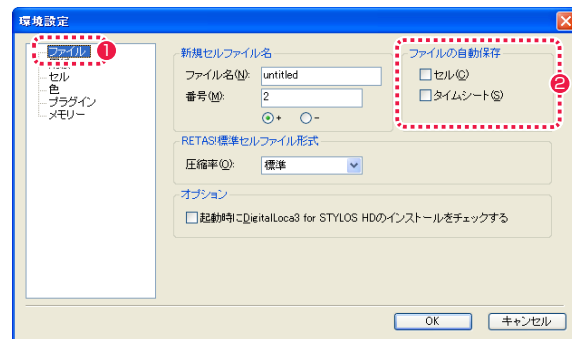 環境設定
ファイル
1
セル
色
プラグイン
メモリー
新規セルファイル名
ファイル名(N):
untitled
番号(M):
2
+
-
ファイルの自動保存
セル(C)
タイムシート(S)
2
RETAS!標準セルファイル形式
圧縮率(O):
標準
オプション
起動時にDigitalLoca3 for STYLOS HDのインストールをチェックする
OK
キャンセル